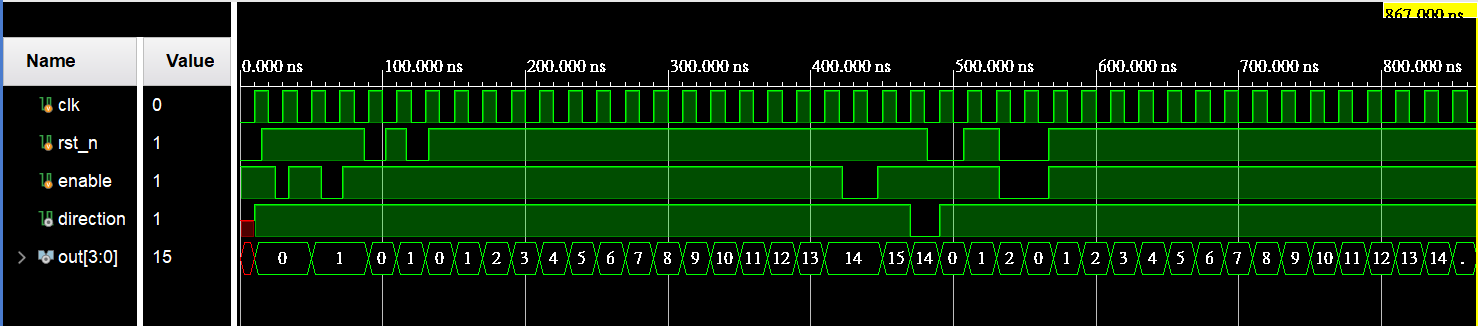 867.000 ns
Name Value
0.000 ns 100.000 ns 200.000 ns 300.000 ns 400.000 ns 500.000 ns 600.000 ns 700.000 ns 800.000 ns
clk 0
rst_n 1
enable 1
direction 1
out[3:0] 15 0 1 0 1 0 1 2 3 4 5 6 7 8 9 10 11 12 13 14 15 14 0 1 2 0 1 2 3 4 5 6 7 8 9 10 11 12 13 14 .